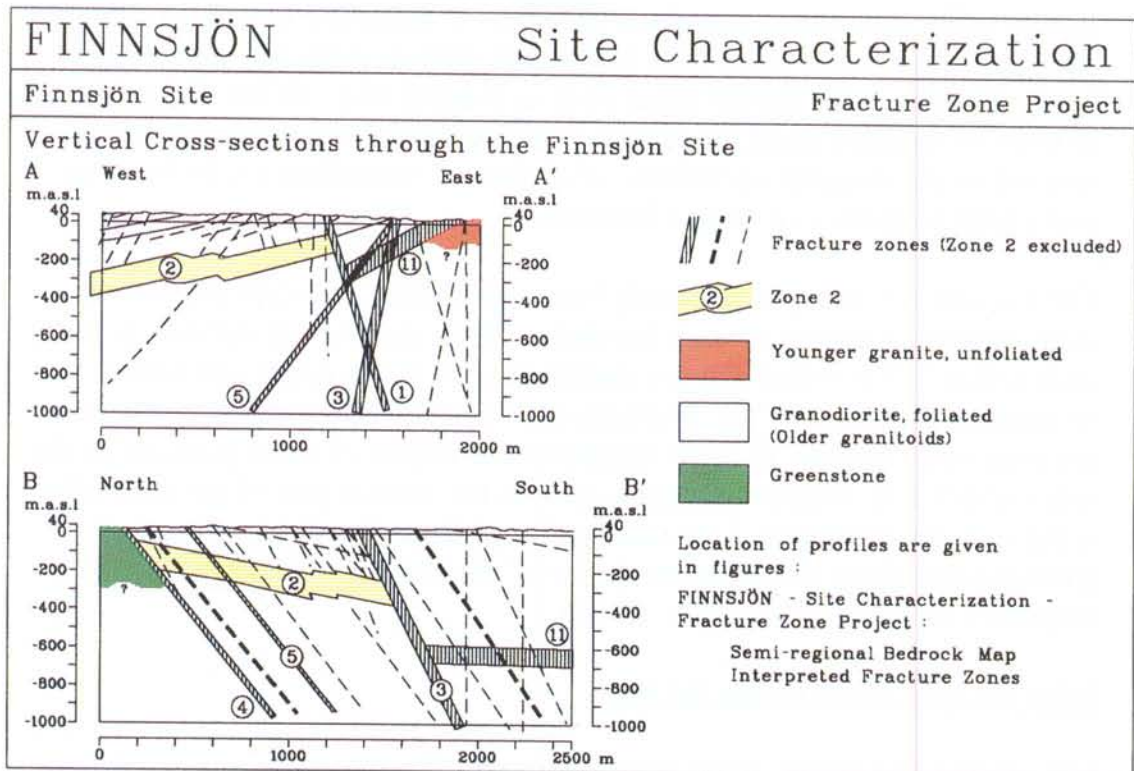 FINNSJÖN Site Characterization
Finnsjön Site Fracture Zone Project
Vertical Cross-sections through the Finnsjön Site
A West East A'
m.a.s.l m.a.s.l
40 40
0 0
-200 -200
-400 -400
-600 -600
-800 -800
-1000 -1000
2
11
?
5
3
1
0 1000 2000 m
B North South B'
m.a.s.l m.a.s.l
40 40
0 0
-200 -200
-400 -400
-600 -600
-800 -800
-1000 -1000
?
2
11
5
3
4
0 1000 2000 2500 m
Fracture zones (Zone 2 excluded)
2
Zone 2
Younger granite, unfoliated
Granodiorite, foliated
(Older granitoids)
Greenstone
Location of profiles are given
in figures :
FINNSJÖN - Site Characterization -
Fracture Zone Project :
Semi-regional Bedrock Map
Interpreted Fracture Zones